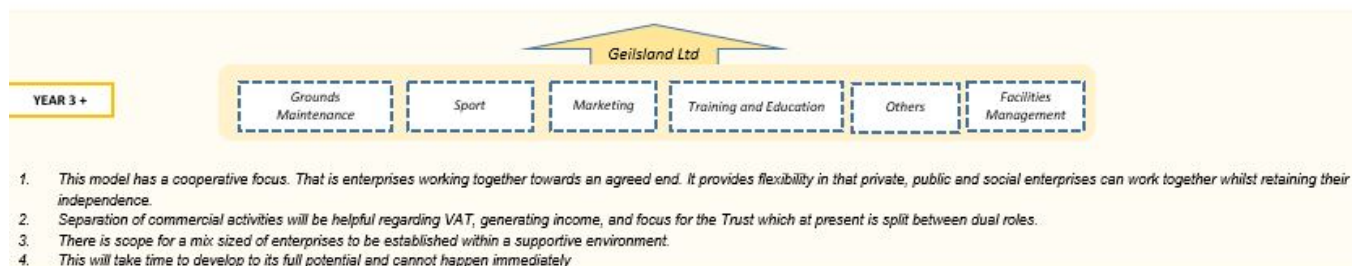 Geilsland Ltd
YEAR 3 +
Grounds
Maintenance
Sport
Marketing
Training and Education
Others
Facilities
Management
1. This model has a cooperative focus. That is enterprises working together towards an agreed end. It provides flexibility in that private, public and social enterprises can work together whilst retaining their
independence.
2. Separation of commercial activities will be helpful regarding VAT, generating income, and focus for the Trust which at present is split between dual roles.
3. There is scope for a mix sized of enterprises to be established within a supportive environment.
4. This will take time to develop to its full potential and cannot happen immediately